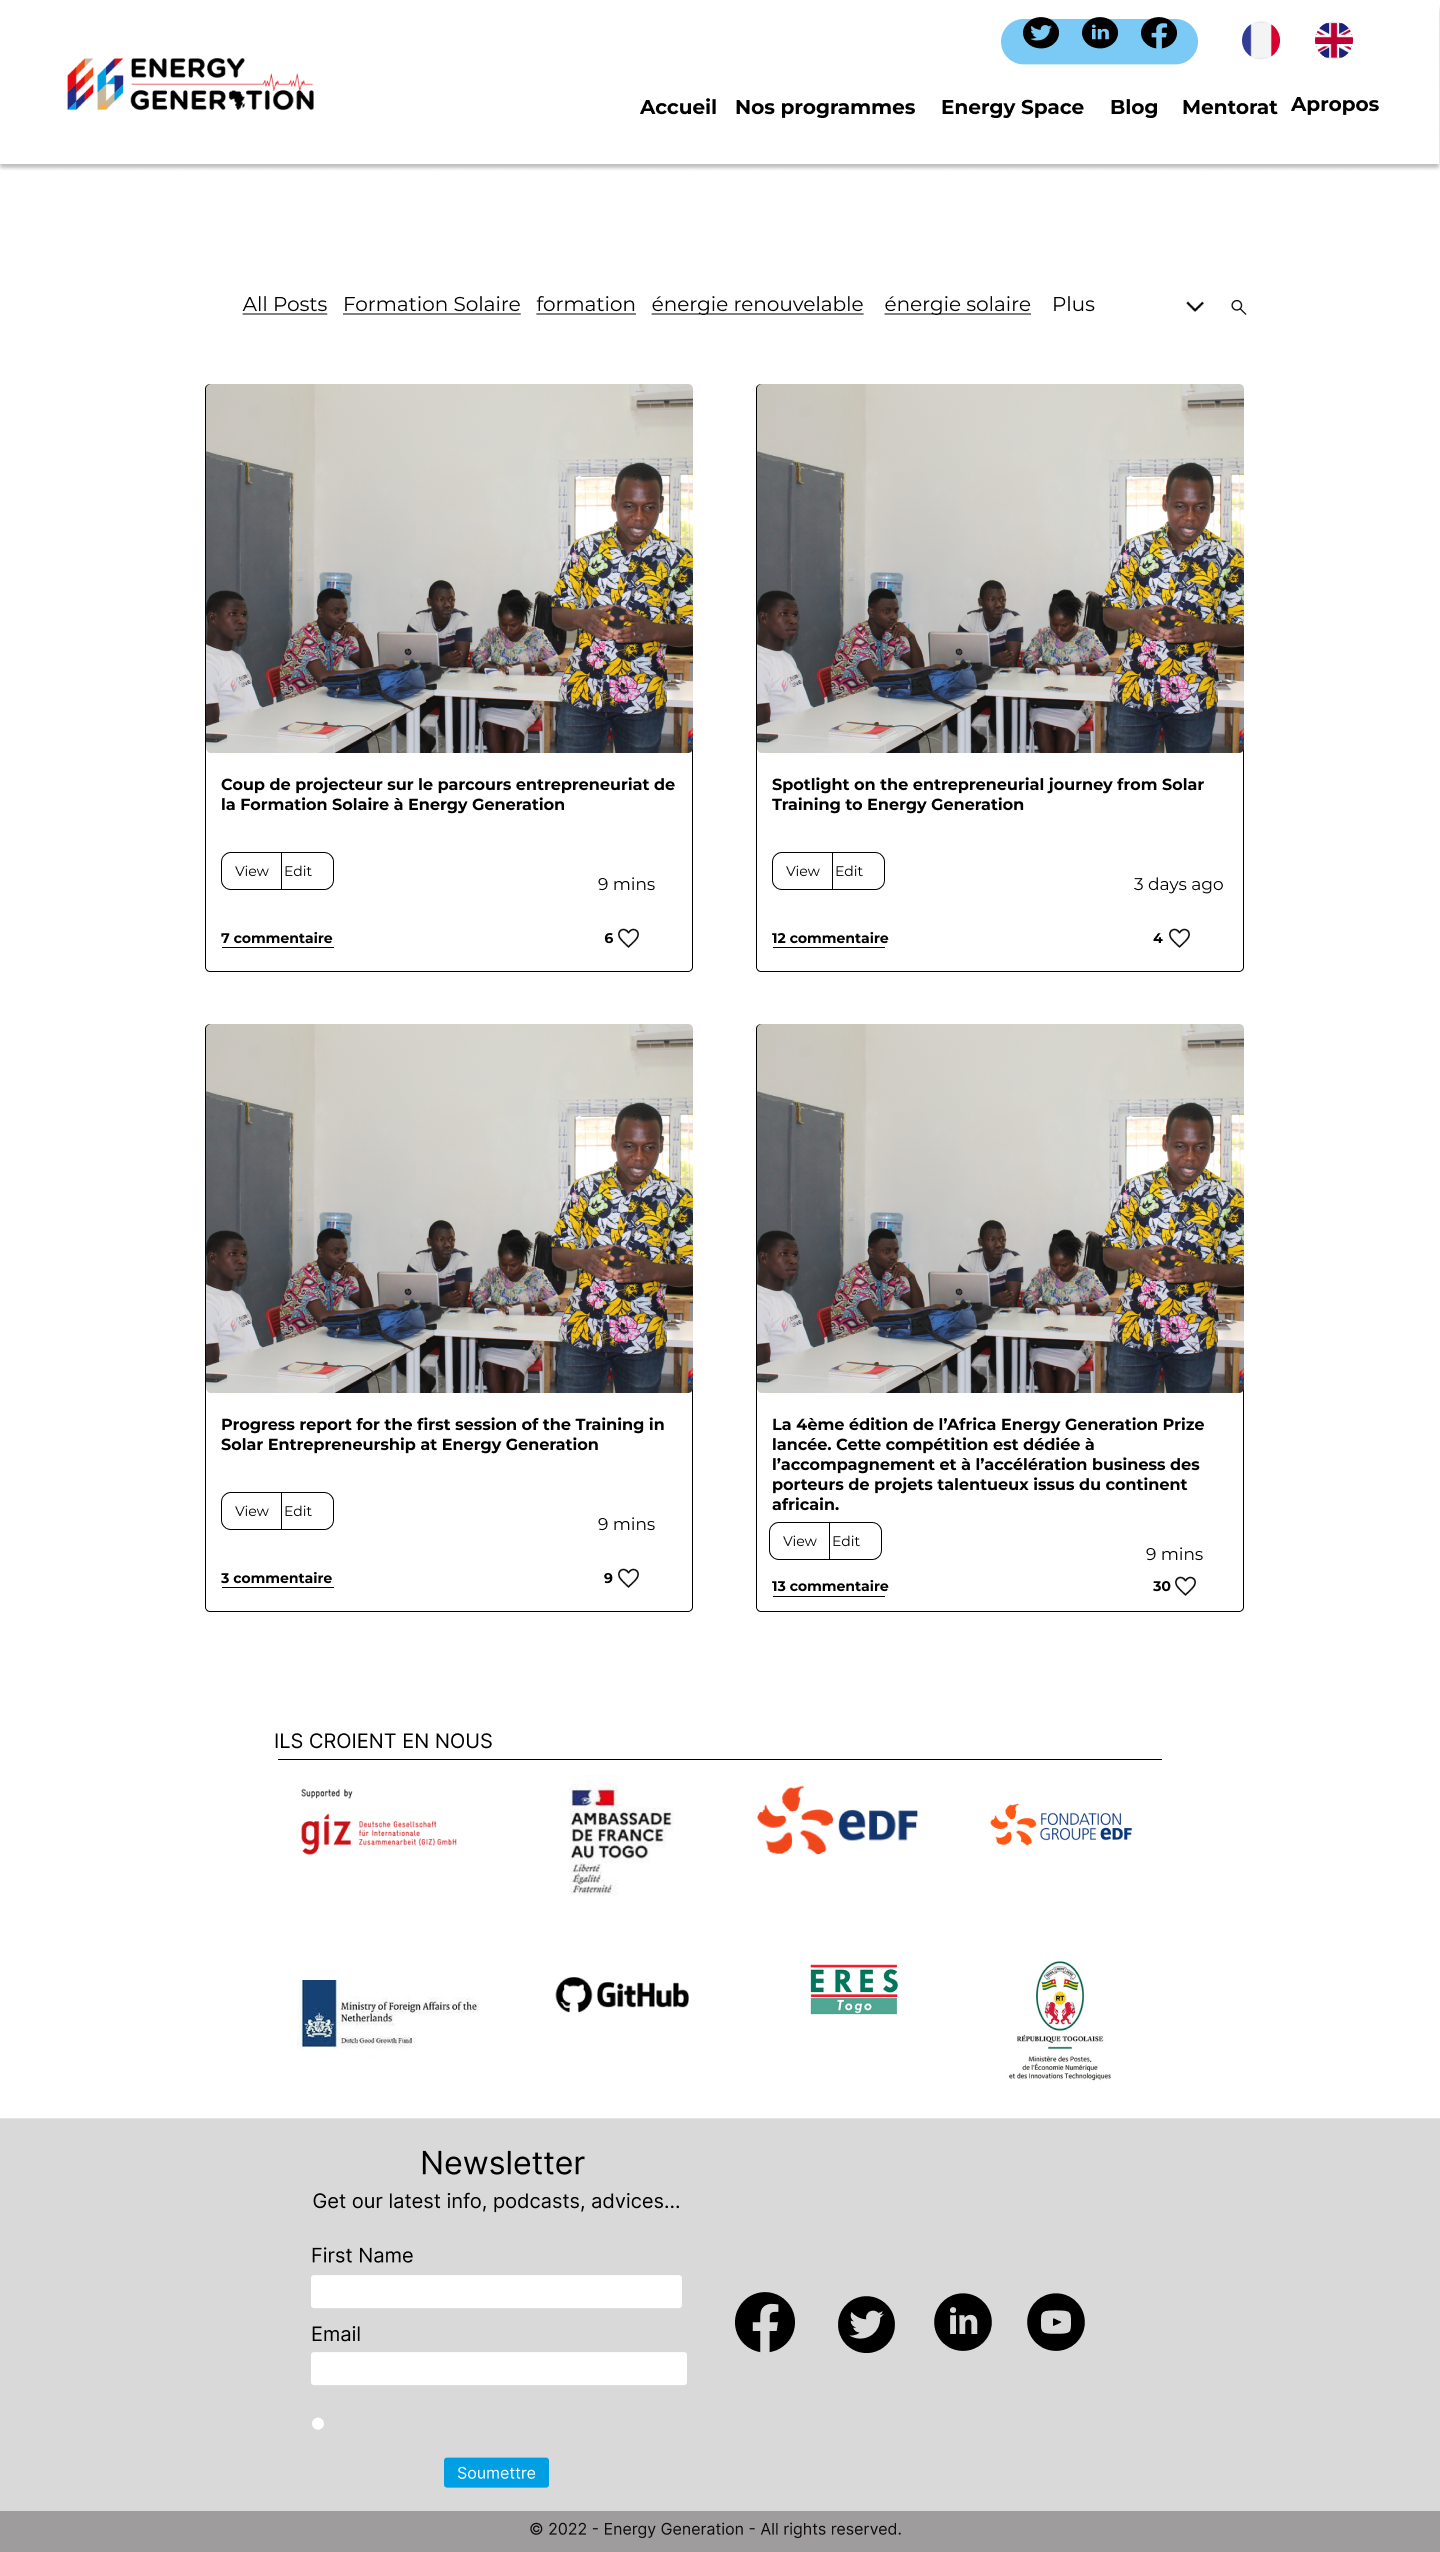 ENERGY
GENERATION
Accueil Nos programmes Energy Space Blog Mentorat Apropos
All Posts Formation Solaire formation énergie renouvelable énergie solaire Plus
Coup de projecteur sur le parcours entrepreneuriat de
la Formation Solaire à Energy Generation
View Edit
9 mins
7 commentaire 6
Spotlight on the entrepreneurial journey from Solar
Training to Energy Generation
View Edit
3 days ago
12 commentaire 4
Progress report for the first session of the Training in
Solar Entrepreneurship at Energy Generation
View Edit
9 mins
3 commentaire 9
La 4ème édition de l’Africa Energy Generation Prize
lancée. Cette compétition est dédiée à
l’accompagnement et à l’accélération business des
porteurs de projets talentueux issus du continent
africain.
View Edit
9 mins
13 commentaire 30
ILS CROIENT EN NOUS
Supported by
giz Deutsche Gesellschaft
für Internationale
Zusammenarbeit (GIZ) GmbH
AMBASSADE
DE FRANCE
AU TOGO
Liberté
Égalité
Fraternité
eDF
FONDATION
GROUPE eDF
Ministry of Foreign Affairs of the
Netherlands
Dutch Good Growth Fund
GitHub
ERES
Togo
RT
RÉPUBLIQUE TOGOLAISE
Ministère des Postes,
de l'Économie Numérique
et des Innovations Technologiques
Newsletter
Get our latest info, podcasts, advices...
First Name
Email
Soumettre
© 2022 - Energy Generation - All rights reserved.